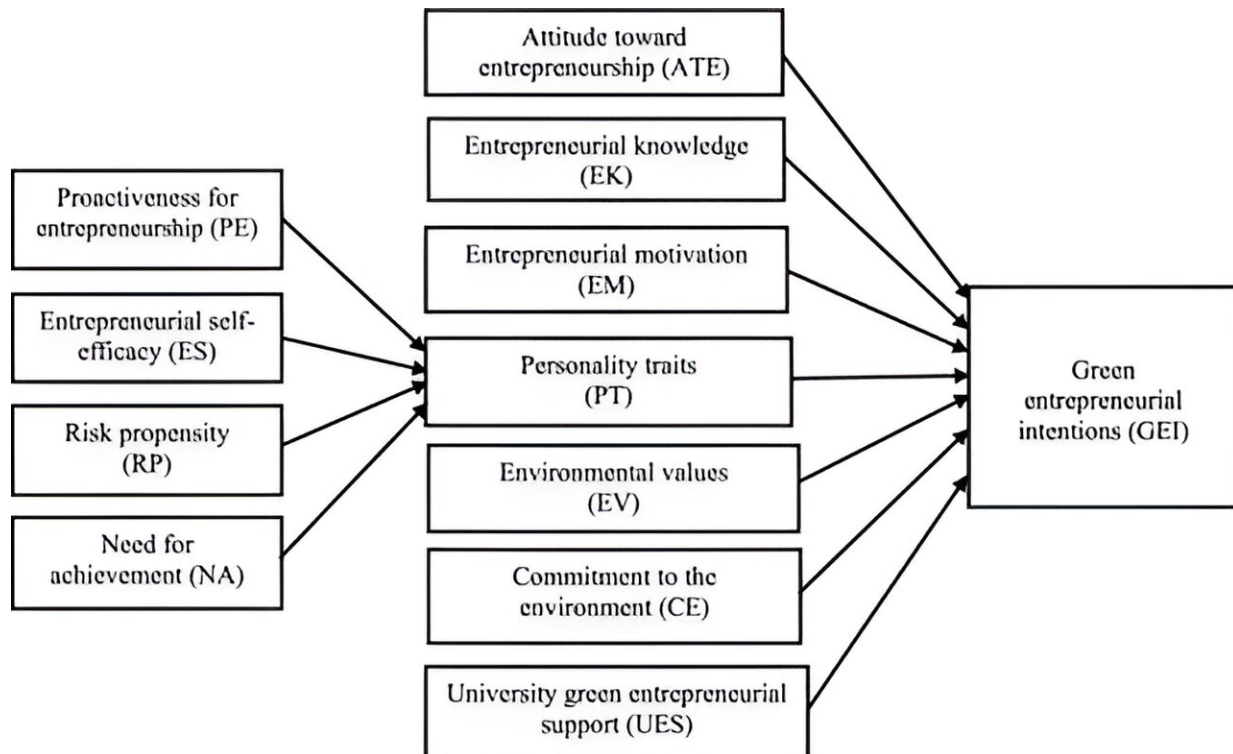 Attitude toward
entrepreneurship (ATE)
Entrepreneurial knowledge
(EK)
Proactiveness for
entrepreneurship (PE)
Entrepreneurial motivation
(EM)
Entrepreneurial self-
efficacy (ES)
Personality traits
(PT)
Green
entrepreneurial
intentions (GEI)
Risk propensity
(RP)
Environmental values
(EV)
Need for
achievement (NA)
Commitment to the
environment (CE)
University green entrepreneurial
support (UES)